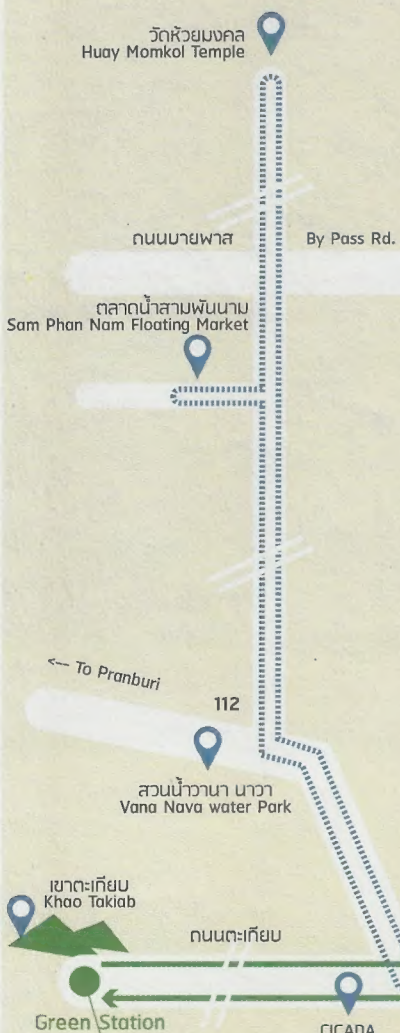 วัดห้วยมงคล
Huay Momkol Temple
ถนนบายพาส
By Pass Rd.
ตลาดน้ำสามพันนาม
Sam Phan Nam Floating Market
<-- To Pranburi
112
สวนน้ำวานา นาวา
Vana Nava water Park
เขาตะเกียบ
Khao Takiab
ถนนตะเกียบ
Green Station
CICADA